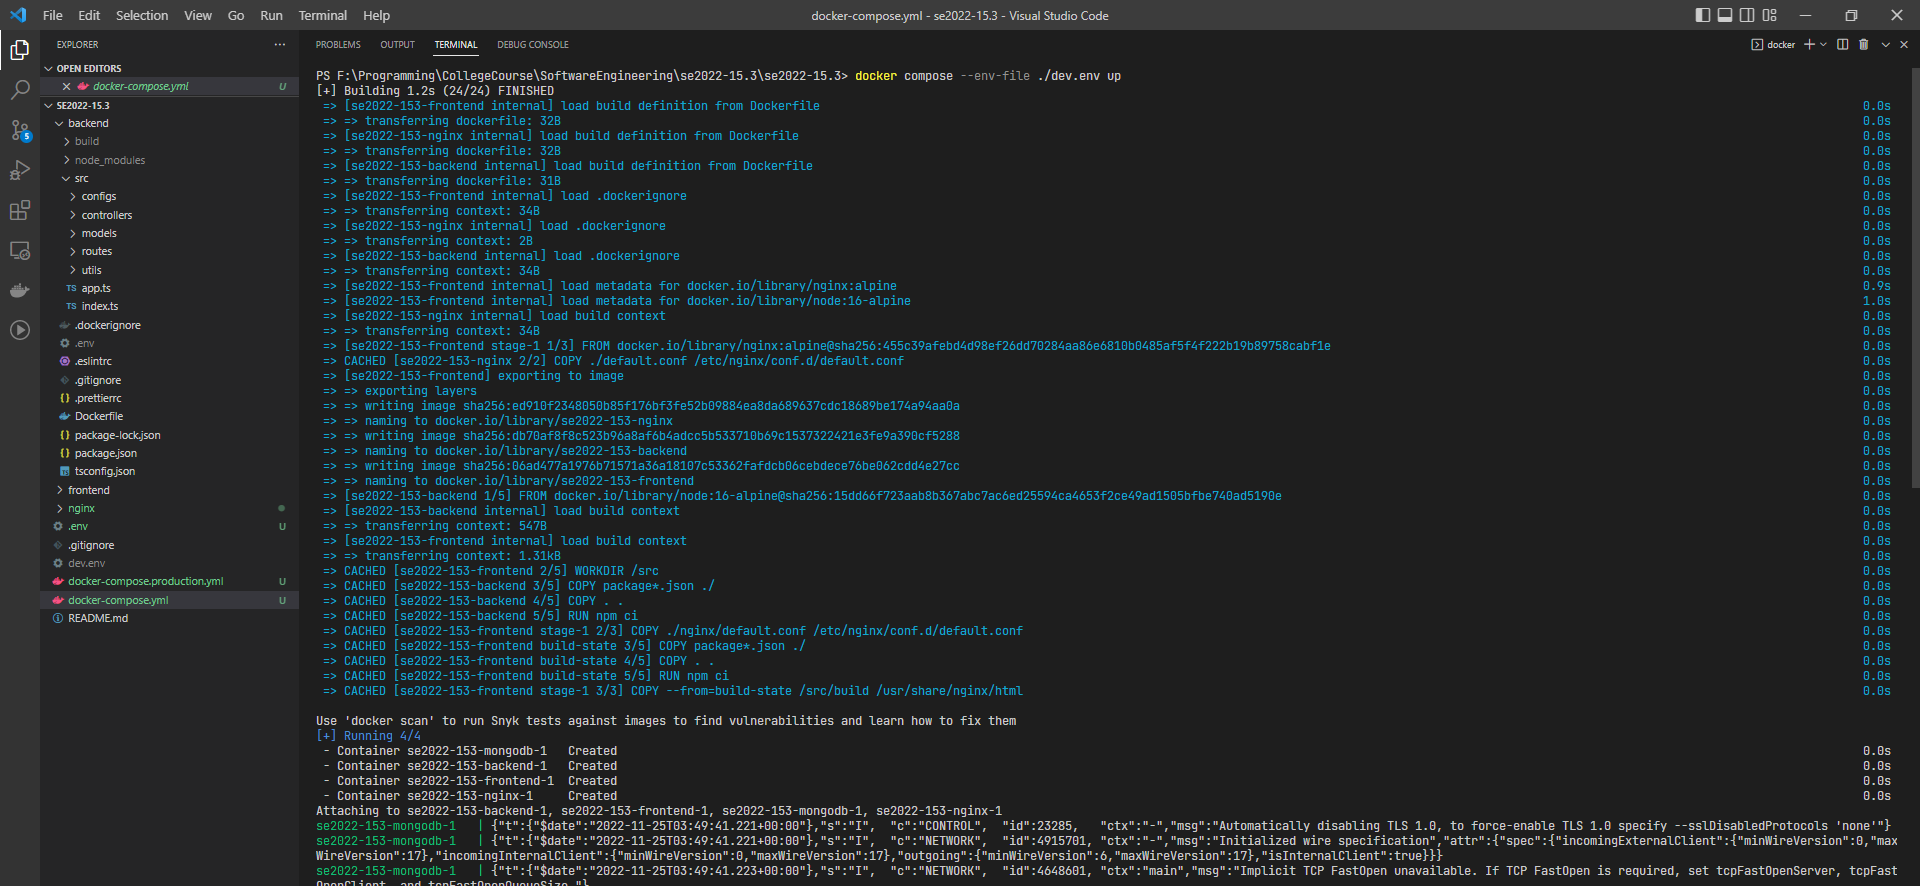 File Edit Selection View Go Run Terminal Help
docker-compose.yml - se2022-15.3 - Visual Studio Code
EXPLORER
OPEN EDITORS
docker-compose.yml U
SE2022-15.3
backend
build
node_modules
src
configs
controllers
models
routes
utils
TS app.ts
TS index.ts
.dockerignore
.env
.eslintrc
.gitignore
{} .prettierrc
Dockerfile
{} package-lock.json
{} package.json
tsconfig.json
frontend
nginx
.env U
.gitignore
dev.env
docker-compose.production.yml U
docker-compose.yml U
README.md
5
PROBLEMS OUTPUT TERMINAL DEBUG CONSOLE
docker
PS F:\Programming\CollegeCourse\SoftwareEngineering\se2022-15.3\se2022-15.3> docker compose --env-file ./dev.env up
[+] Building 1.2s (24/24) FINISHED
=> [se2022-153-frontend internal] load build definition from Dockerfile 0.0s
=> => transferring dockerfile: 32B 0.0s
=> [se2022-153-nginx internal] load build definition from Dockerfile 0.0s
=> => transferring dockerfile: 32B 0.0s
=> [se2022-153-backend internal] load build definition from Dockerfile 0.0s
=> => transferring dockerfile: 31B 0.0s
=> [se2022-153-frontend internal] load .dockerignore 0.0s
=> => transferring context: 34B 0.0s
=> [se2022-153-nginx internal] load .dockerignore 0.0s
=> => transferring context: 2B 0.0s
=> [se2022-153-backend internal] load .dockerignore 0.0s
=> => transferring context: 34B 0.0s
=> [se2022-153-frontend internal] load metadata for docker.io/library/nginx:alpine 0.9s
=> [se2022-153-frontend internal] load metadata for docker.io/library/node:16-alpine 1.0s
=> [se2022-153-nginx internal] load build context 0.0s
=> => transferring context: 34B 0.0s
=> [se2022-153-frontend stage-1 1/3] FROM docker.io/library/nginx:alpine@sha256:455c39afebd4d98ef26dd70284aa86e6810b0485af5f4f222b19b89758cabf1e 0.0s
=> CACHED [se2022-153-nginx 2/2] COPY ./default.conf /etc/nginx/conf.d/default.conf 0.0s
=> [se2022-153-frontend] exporting to image 0.0s
=> => exporting layers 0.0s
=> => writing image sha256:ed910f2348050b85f176bf3fe52b09884ea8da689637cdc18689be174a94aa0a 0.0s
=> => naming to docker.io/library/se2022-153-nginx 0.0s
=> => writing image sha256:db70af8f8c523b96a8af6b4adcc5b533710b69c1537322421e3fe9a390cf5288 0.0s
=> => naming to docker.io/library/se2022-153-backend 0.0s
=> => writing image sha256:06ad477a1976b71571a36a18107c53362fafdcb06cebdece76be062cdd4e27cc 0.0s
=> => naming to docker.io/library/se2022-153-frontend 0.0s
=> [se2022-153-backend 1/5] FROM docker.io/library/node:16-alpine@sha256:15dd66f723aab8b367abc7ac6ed25594ca4653f2ce49ad1505bfbe740ad5190e 0.0s
=> [se2022-153-backend internal] load build context 0.0s
=> => transferring context: 547B 0.0s
=> [se2022-153-frontend internal] load build context 0.0s
=> => transferring context: 1.31kB 0.0s
=> CACHED [se2022-153-frontend 2/5] WORKDIR /src 0.0s
=> CACHED [se2022-153-backend 3/5] COPY package*.json ./ 0.0s
=> CACHED [se2022-153-backend 4/5] COPY . . 0.0s
=> CACHED [se2022-153-backend 5/5] RUN npm ci 0.0s
=> CACHED [se2022-153-frontend stage-1 2/3] COPY ./nginx/default.conf /etc/nginx/conf.d/default.conf 0.0s
=> CACHED [se2022-153-frontend build-state 3/5] COPY package*.json ./ 0.0s
=> CACHED [se2022-153-frontend build-state 4/5] COPY . . 0.0s
=> CACHED [se2022-153-frontend build-state 5/5] RUN npm ci 0.0s
=> CACHED [se2022-153-frontend stage-1 3/3] COPY --from=build-state /src/build /usr/share/nginx/html 0.0s
Use 'docker scan' to run Snyk tests against images to find vulnerabilities and learn how to fix them
[+] Running 4/4
- Container se2022-153-mongodb-1 Created 0.0s
- Container se2022-153-backend-1 Created 0.0s
- Container se2022-153-frontend-1 Created 0.0s
- Container se2022-153-nginx-1 Created 0.0s
Attaching to se2022-153-backend-1, se2022-153-frontend-1, se2022-153-mongodb-1, se2022-153-nginx-1
se2022-153-mongodb-1 | {"t":{"$date":"2022-11-25T03:49:41.221+00:00"},"s":"I", "c":"CONTROL", "id":23285, "ctx":"-","msg":"Automatically disabling TLS 1.0, to force-enable TLS 1.0 specify --sslDisabledProtocols 'none'"}
se2022-153-mongodb-1 | {"t":{"$date":"2022-11-25T03:49:41.221+00:00"},"s":"I", "c":"NETWORK", "id":4915701, "ctx":"-","msg":"Initialized wire specification","attr":{"spec":{"incomingExternalClient":{"minWireVersion":0,"max
WireVersion":17},"incomingInternalClient":{"minWireVersion":0,"maxWireVersion":17},"outgoing":{"minWireVersion":6,"maxWireVersion":17},"isInternalClient":true}}}
se2022-153-mongodb-1 | {"t":{"$date":"2022-11-25T03:49:41.223+00:00"},"s":"I", "c":"NETWORK", "id":4648601, "ctx":"main","msg":"Implicit TCP FastOpen unavailable. If TCP FastOpen is required, set tcpFastOpenServer, tcpFast
OpenClient, and tcpFastOpenQueueSize."}